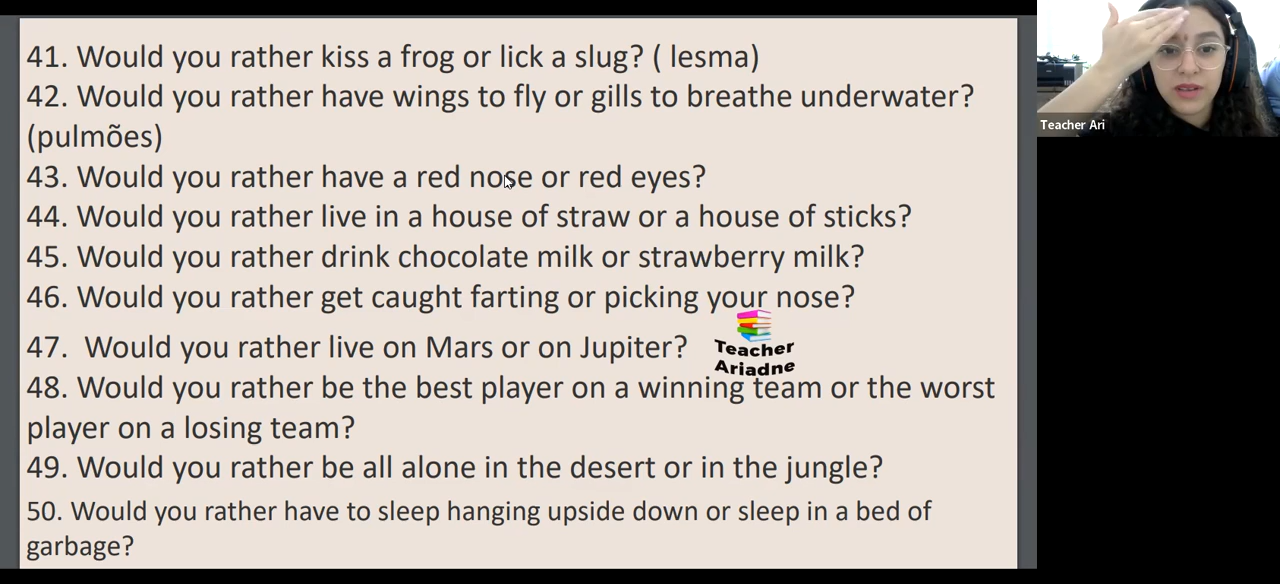 41. Would you rather kiss a frog or lick a slug? ( lesma)
42. Would you rather have wings to fly or gills to breathe underwater?
(pulmões)
43. Would you rather have a red nose or red eyes?
44. Would you rather live in a house of straw or a house of sticks?
45. Would you rather drink chocolate milk or strawberry milk?
46. Would you rather get caught farting or picking your nose?
47. Would you rather live on Mars or on Jupiter?
Teacher
Ariadne
48. Would you rather be the best player on a winning team or the worst
player on a losing team?
49. Would you rather be all alone in the desert or in the jungle?
50. Would you rather have to sleep hanging upside down or sleep in a bed of
garbage?
Teacher Ari